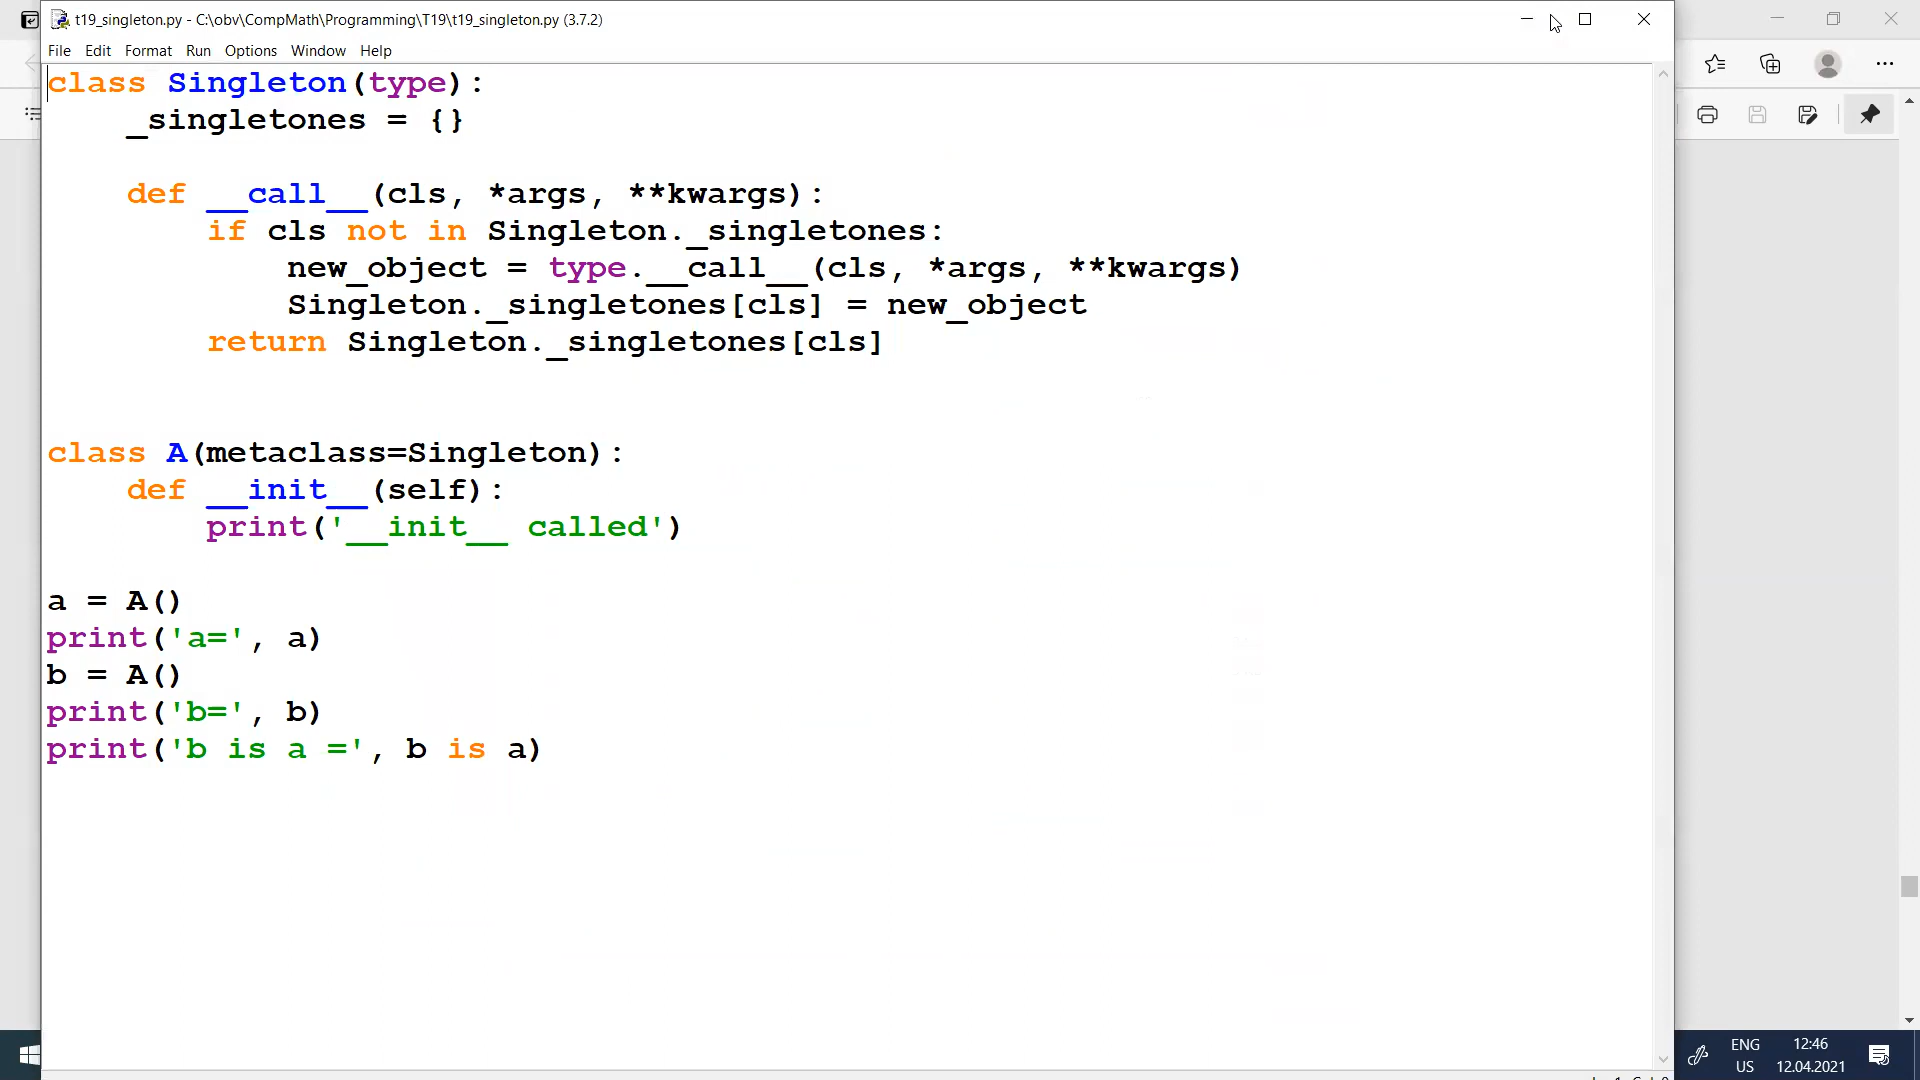 t19_singleton.py - C:\obv\CompMath\Programming\T19\t19_singleton.py (3.7.2)
File Edit Format Run Options Window Help
class Singleton(type):
    _singletones = {}

    def __call__(cls, *args, **kwargs):
        if cls not in Singleton._singletones:
            new_object = type.__call__(cls, *args, **kwargs)
            Singleton._singletones[cls] = new_object
        return Singleton._singletones[cls]


class A(metaclass=Singleton):
    def __init__(self):
        print('__init__ called')

a = A()
print('a=', a)
b = A()
print('b=', b)
print('b is a =', b is a)
ENG
US
12:46
12.04.2021